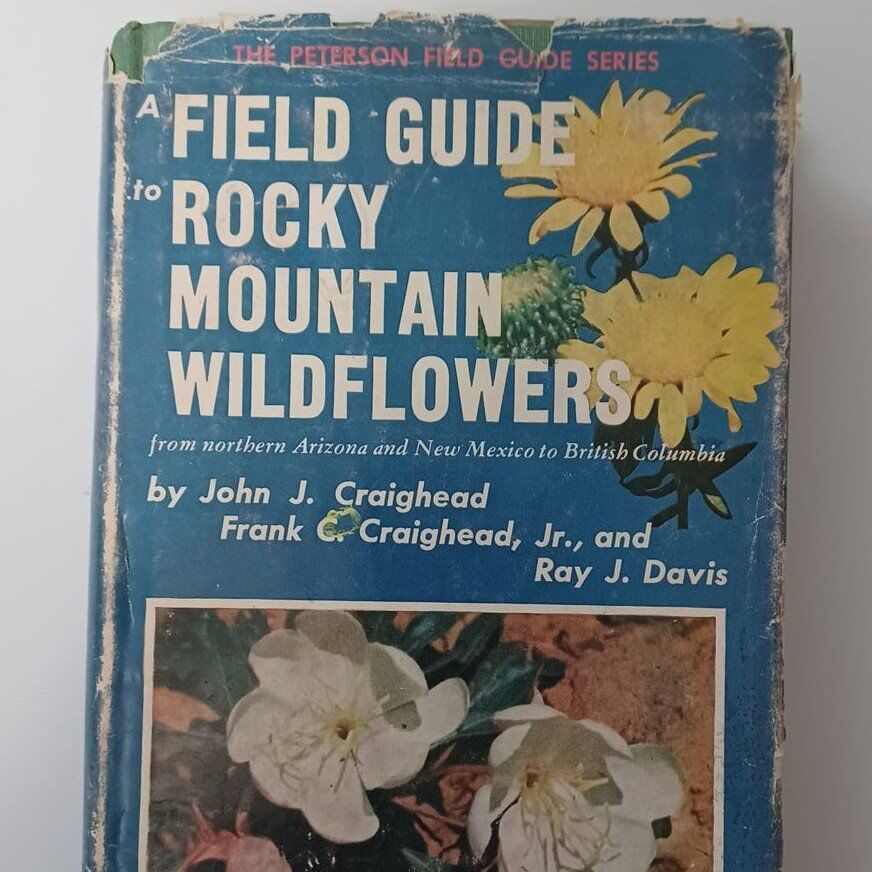 THE PETERSON FIELD GUIDE SERIES
A FIELD GUIDE
to ROCKY
MOUNTAIN
WILDFLOWERS
from northern Arizona and New Mexico to British Columbia
by John J. Craighead
Frank C. Craighead, Jr., and
Ray J. Davis